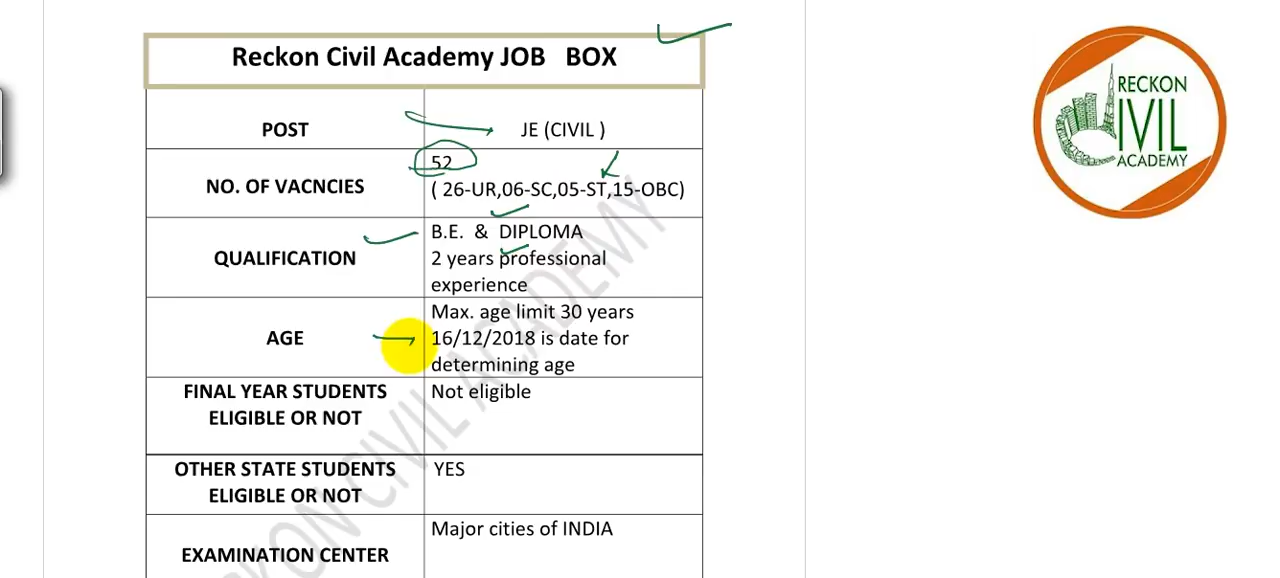 Reckon Civil Academy JOB BOX
POST
JE (CIVIL )
NO. OF VACNCIES
52
( 26-UR,06-SC,05-ST,15-OBC)
QUALIFICATION
B.E. & DIPLOMA
2 years professional
experience
AGE
Max. age limit 30 years
16/12/2018 is date for
determining age
FINAL YEAR STUDENTS
ELIGIBLE OR NOT
Not eligible
OTHER STATE STUDENTS
ELIGIBLE OR NOT
YES
EXAMINATION CENTER
Major cities of INDIA
RECKON CIVIL ACADEMY
RECKON
CIVIL
ACADEMY